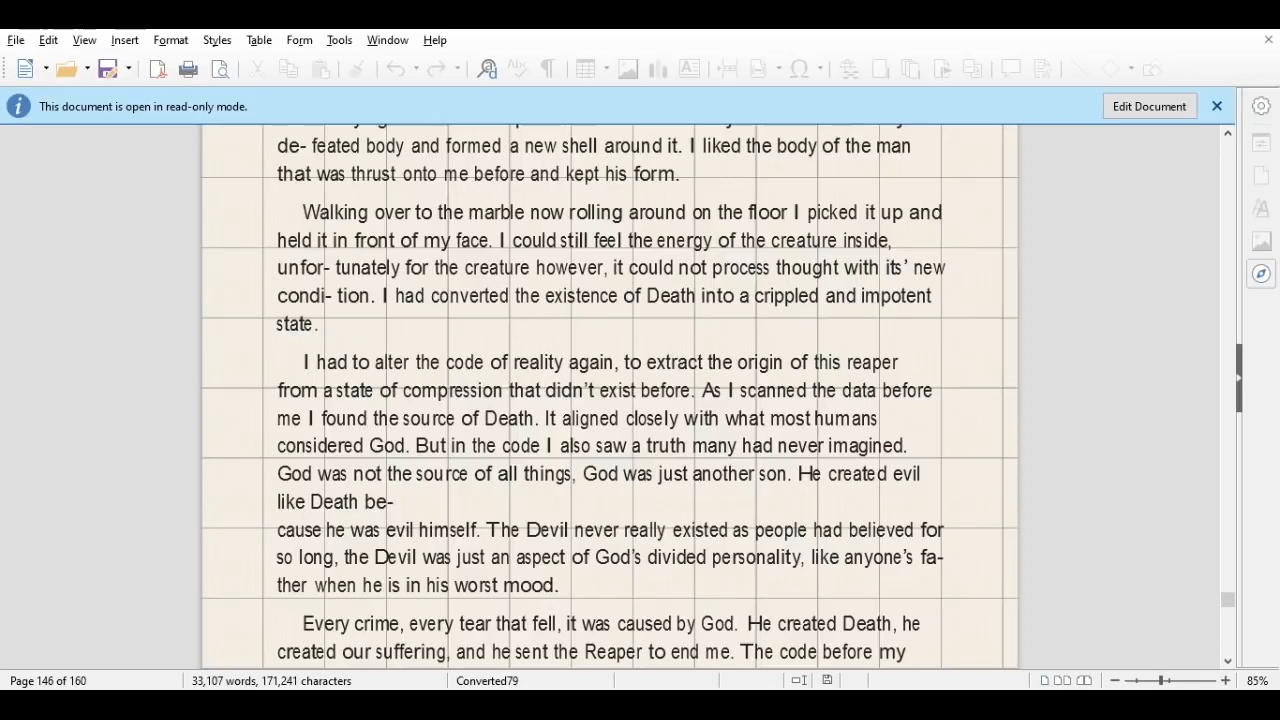 File Edit View Insert Format Styles Table Form Tools Window Help
This document is open in read-only mode. Edit Document
de- feated body and formed a new shell around it. I liked the body of the man
that was thrust onto me before and kept his form.
Walking over to the marble now rolling around on the floor I picked it up and
held it in front of my face. I could still feel the energy of the creature inside,
unfor- tunately for the creature however, it could not process thought with its’ new
condi- tion. I had converted the existence of Death into a crippled and impotent
state.
I had to alter the code of reality again, to extract the origin of this reaper
from a state of compression that didn’t exist before. As I scanned the data before
me I found the source of Death. It aligned closely with what most humans
considered God. But in the code I also saw a truth many had never imagined.
God was not the source of all things, God was just another son. He created evil
like Death be-
cause he was evil himself. The Devil never really existed as people had believed for
so long, the Devil was just an aspect of God’s divided personality, like anyone’s fa-
ther when he is in his worst mood.
Every crime, every tear that fell, it was caused by God. He created Death, he
created our suffering, and he sent the Reaper to end me. The code before my
Page 146 of 160 33,107 words, 171,241 characters Converted79 85%